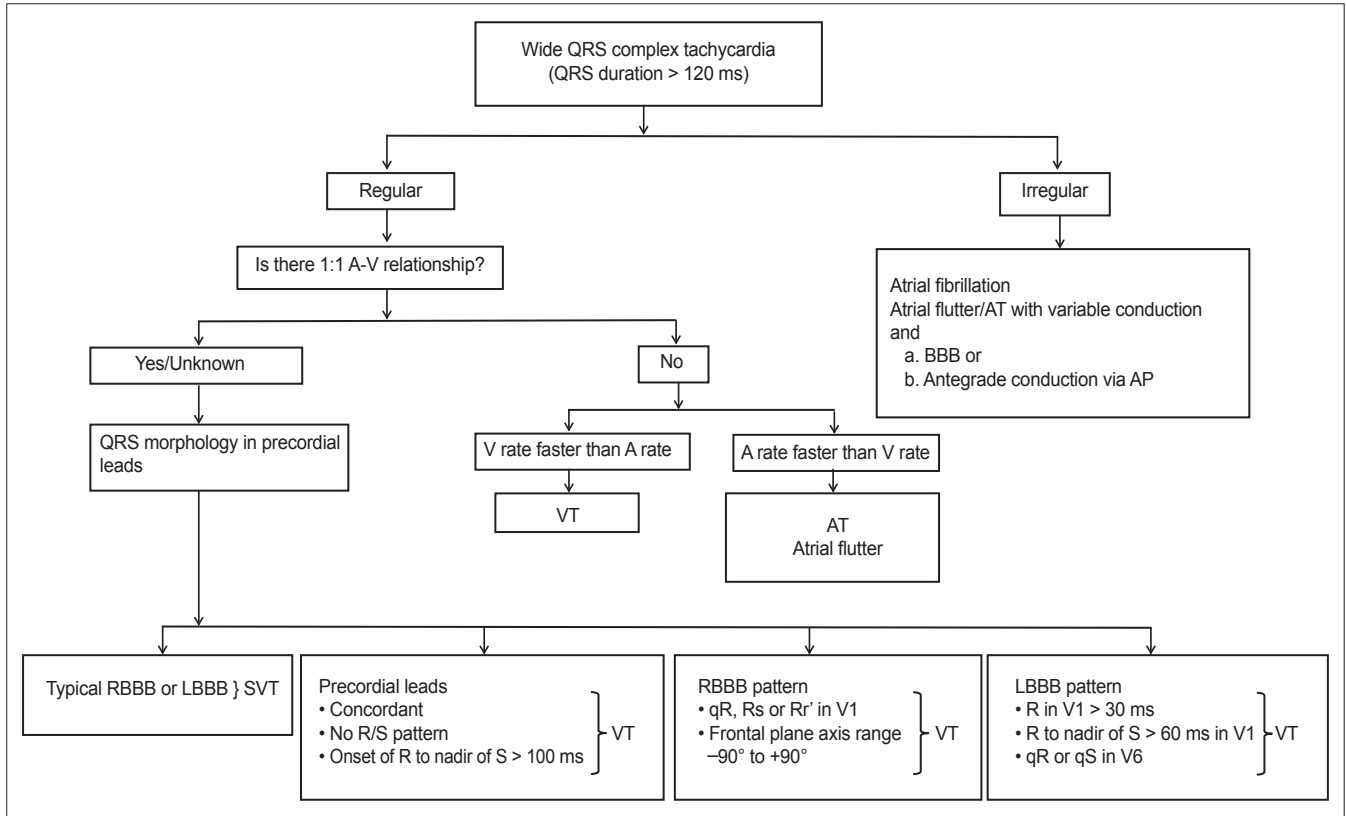 Wide QRS complex tachycardia
(QRS duration > 120 ms)
Regular
Irregular
Is there 1:1 A-V relationship?
Atrial fibrillation
Atrial flutter/AT with variable conduction
and
a. BBB or
b. Antegrade conduction via AP
Yes/Unknown
No
QRS morphology in precordial
leads
V rate faster than A rate
A rate faster than V rate
VT
AT
Atrial flutter
Typical RBBB or LBBB } SVT
Precordial leads
• Concordant
• No R/S pattern
• Onset of R to nadir of S > 100 ms
VT
RBBB pattern
• qR, Rs or Rr' in V1
• Frontal plane axis range
−90° to +90°
VT
LBBB pattern
• R in V1 > 30 ms
• R to nadir of S > 60 ms in V1
• qR or qS in V6
VT